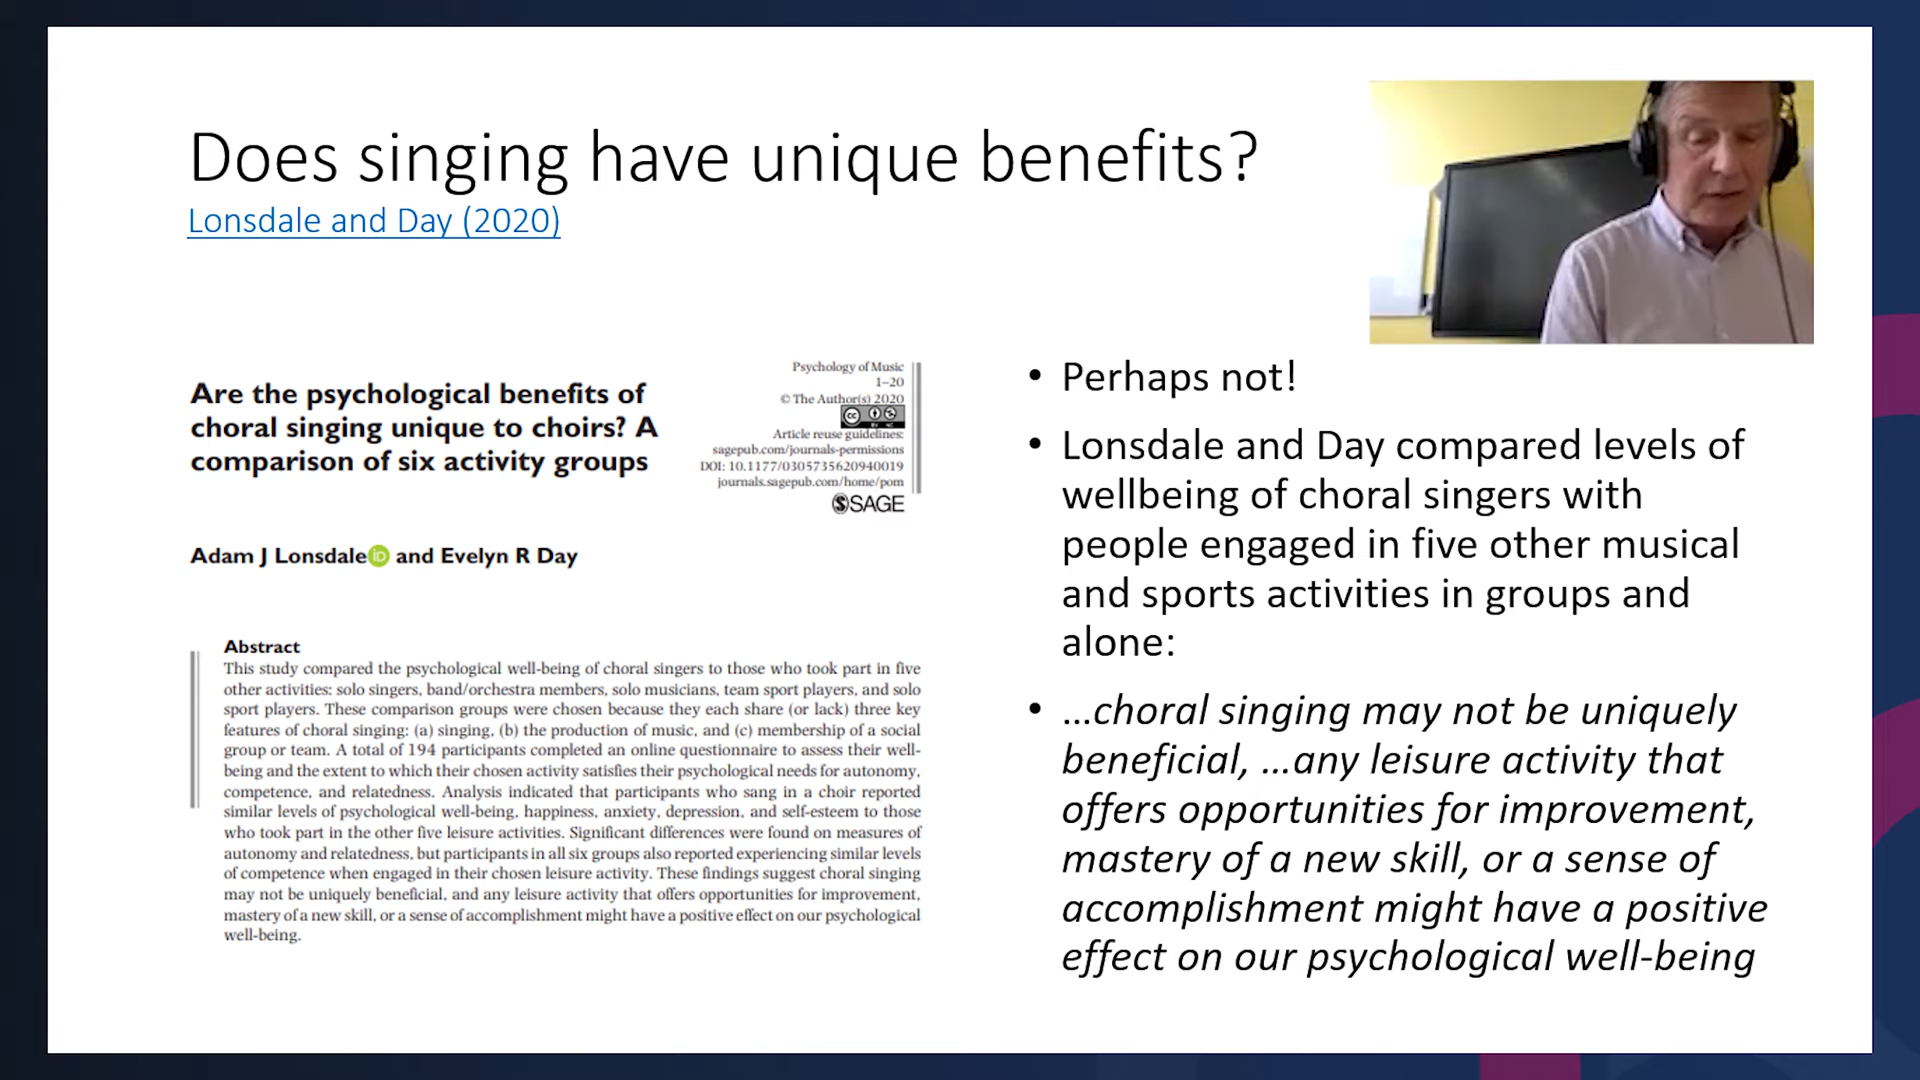 Does singing have unique benefits?
Lonsdale and Day (2020)
Are the psychological benefits of
choral singing unique to choirs? A
comparison of six activity groups
Psychology of Music
1–20
© The Author(s) 2020
cc BY NC
Article reuse guidelines:
sagepub.com/journals-permissions
DOI: 10.1177/0305735620940019
journals.sagepub.com/home/pom
SAGE
Adam J Lonsdale iD and Evelyn R Day
Abstract
This study compared the psychological well-being of choral singers to those who took part in five
other activities: solo singers, band/orchestra members, solo musicians, team sport players, and solo
sport players. These comparison groups were chosen because they each share (or lack) three key
features of choral singing: (a) singing, (b) the production of music, and (c) membership of a social
group or team. A total of 194 participants completed an online questionnaire to assess their well-
being and the extent to which their chosen activity satisfies their psychological needs for autonomy,
competence, and relatedness. Analysis indicated that participants who sang in a choir reported
similar levels of psychological well-being, happiness, anxiety, depression, and self-esteem to those
who took part in the other five leisure activities. Significant differences were found on measures of
autonomy and relatedness, but participants in all six groups also reported experiencing similar levels
of competence when engaged in their chosen leisure activity. These findings suggest choral singing
may not be uniquely beneficial, and any leisure activity that offers opportunities for improvement,
mastery of a new skill, or a sense of accomplishment might have a positive effect on our psychological
well-being.
• Perhaps not!
• Lonsdale and Day compared levels of
wellbeing of choral singers with
people engaged in five other musical
and sports activities in groups and
alone:
• …choral singing may not be uniquely
beneficial, …any leisure activity that
offers opportunities for improvement,
mastery of a new skill, or a sense of
accomplishment might have a positive
effect on our psychological well-being